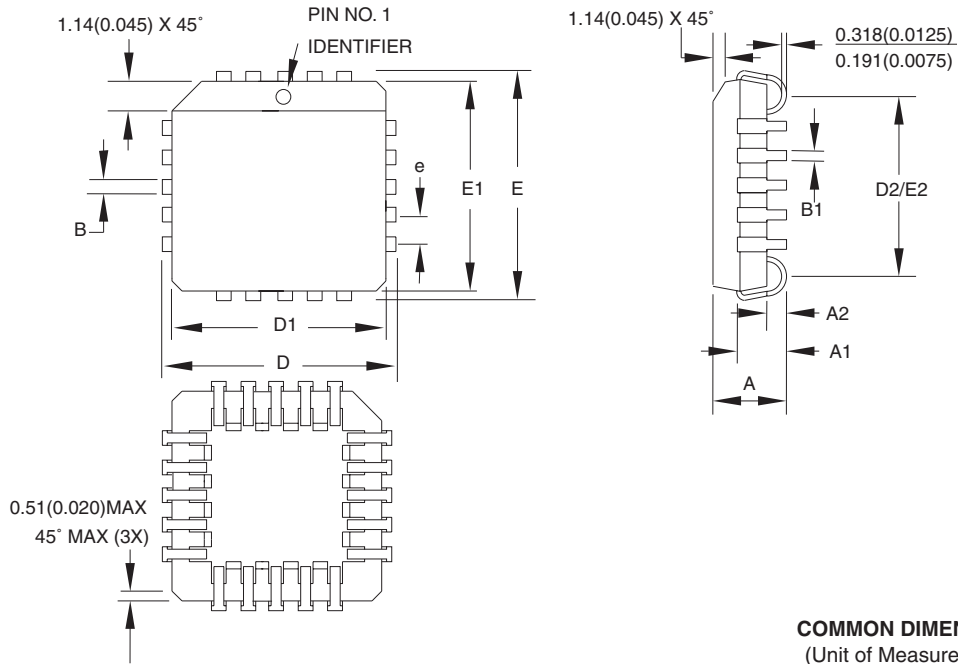 1.14(0.045) X 45˚
PIN NO. 1
IDENTIFIER
1.14(0.045) X 45˚
0.318(0.0125)
0.191(0.0075)
e
E1
E
B
D2/E2
B1
D1
D
A2
A1
A
0.51(0.020)MAX
45˚ MAX (3X)
COMMON DIMEN
(Unit of Measure